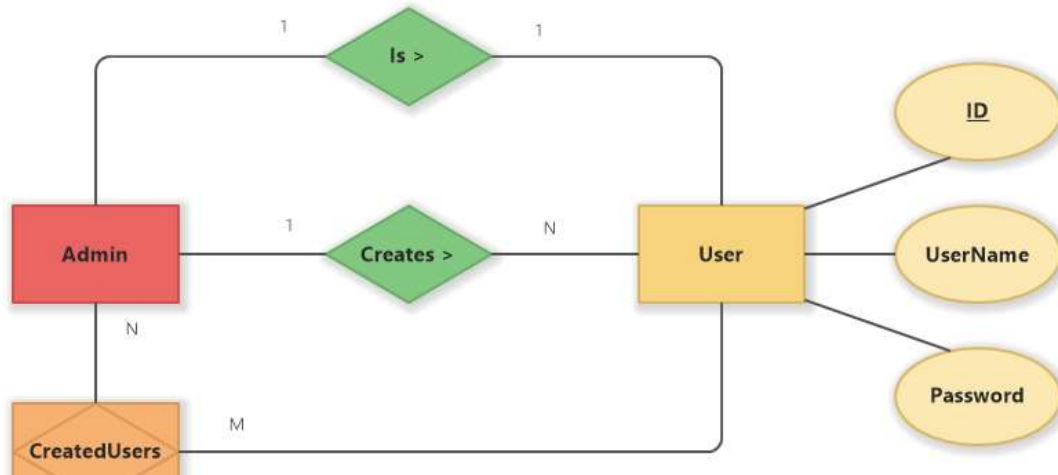 1
Is >
1
ID
Admin
1
Creates >
N
User
UserName
N
Password
CreatedUsers
M